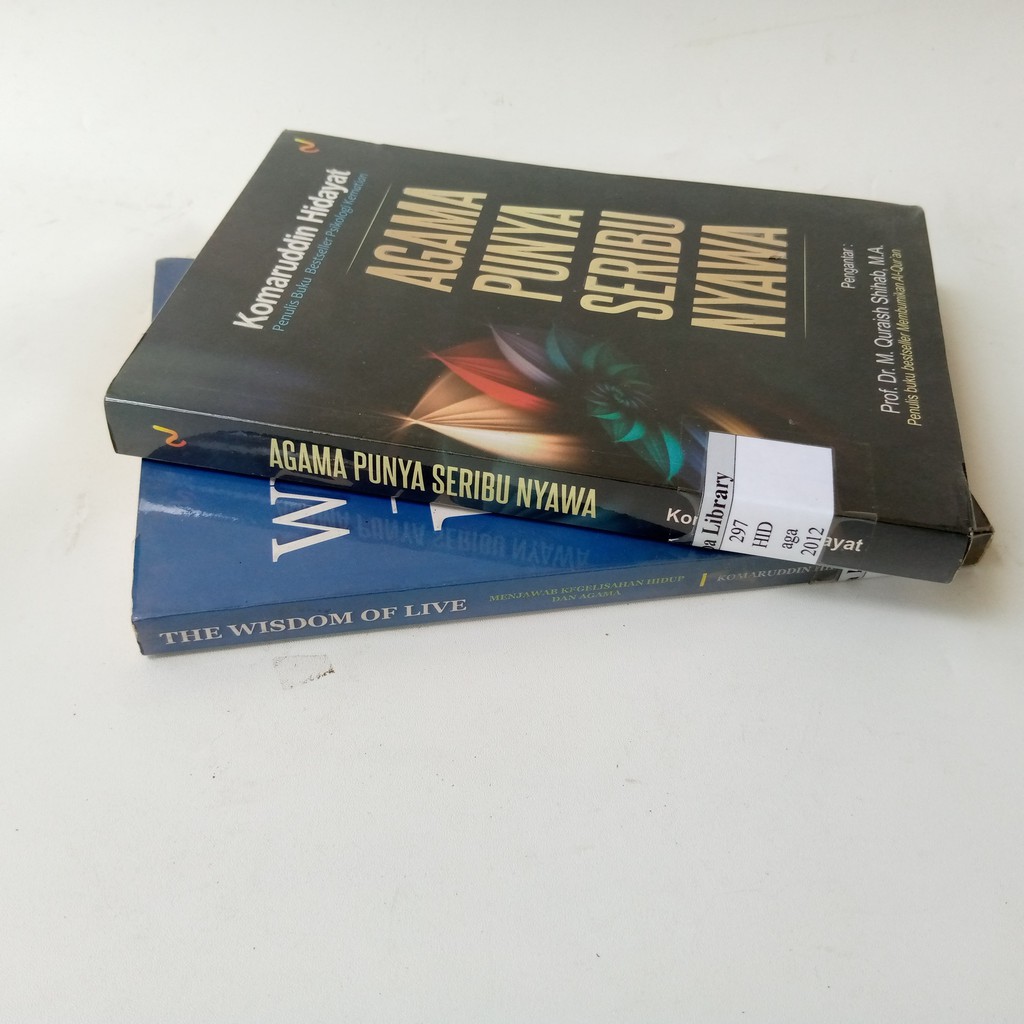 Komaruddin Hidayat
Penulis Buku Bestseller Psikologi Kematian
AGAMA
PUNYA
SERIBU
NYAWA
Pengantar :
Prof. Dr. M. Quraish Shihab, M.A.
Penulis buku bestseller Membumikan Al-Qur'an
AGAMA PUNYA SERIBU NYAWA
Library
297
HID
aga
2012
THE WISDOM OF LIVE
MENJAWAB KEGELISAHAN HIDUP
DAN AGAMA
KOMARUDDIN